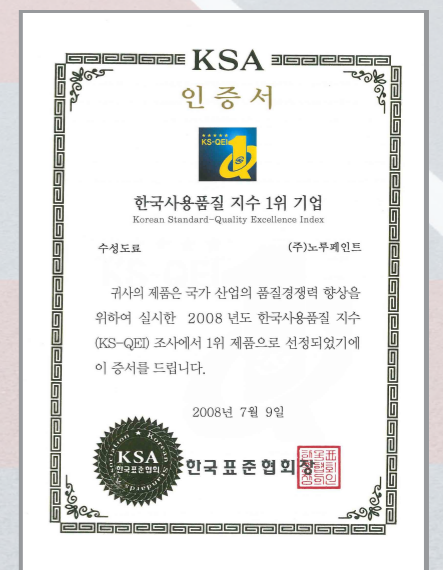 KSA
인증서
KS-QEI
한국사용품질 지수 1위 기업
Korean Standard-Quality Excellence Index
수성도료
(주)노루페인트
귀사의 제품은 국가 산업의 품질경쟁력 향상을
위하여 실시한 2008 년도 한국사용품질 지수
(KS-QEI) 조사에서 1위 제품으로 선정되었기에
이 증서를 드립니다.
2008년 7월 9일
KSA
한국표준협회
한국표준협회장